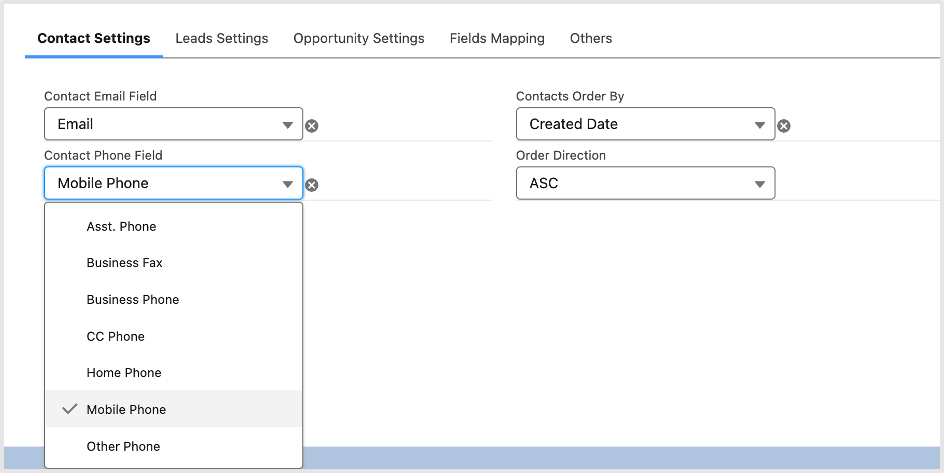 Contact Settings Leads Settings Opportunity Settings Fields Mapping Others
Contact Email Field
Email
Contacts Order By
Created Date
Contact Phone Field
Mobile Phone
Order Direction
ASC
Asst. Phone
Business Fax
Business Phone
CC Phone
Home Phone
Mobile Phone
Other Phone